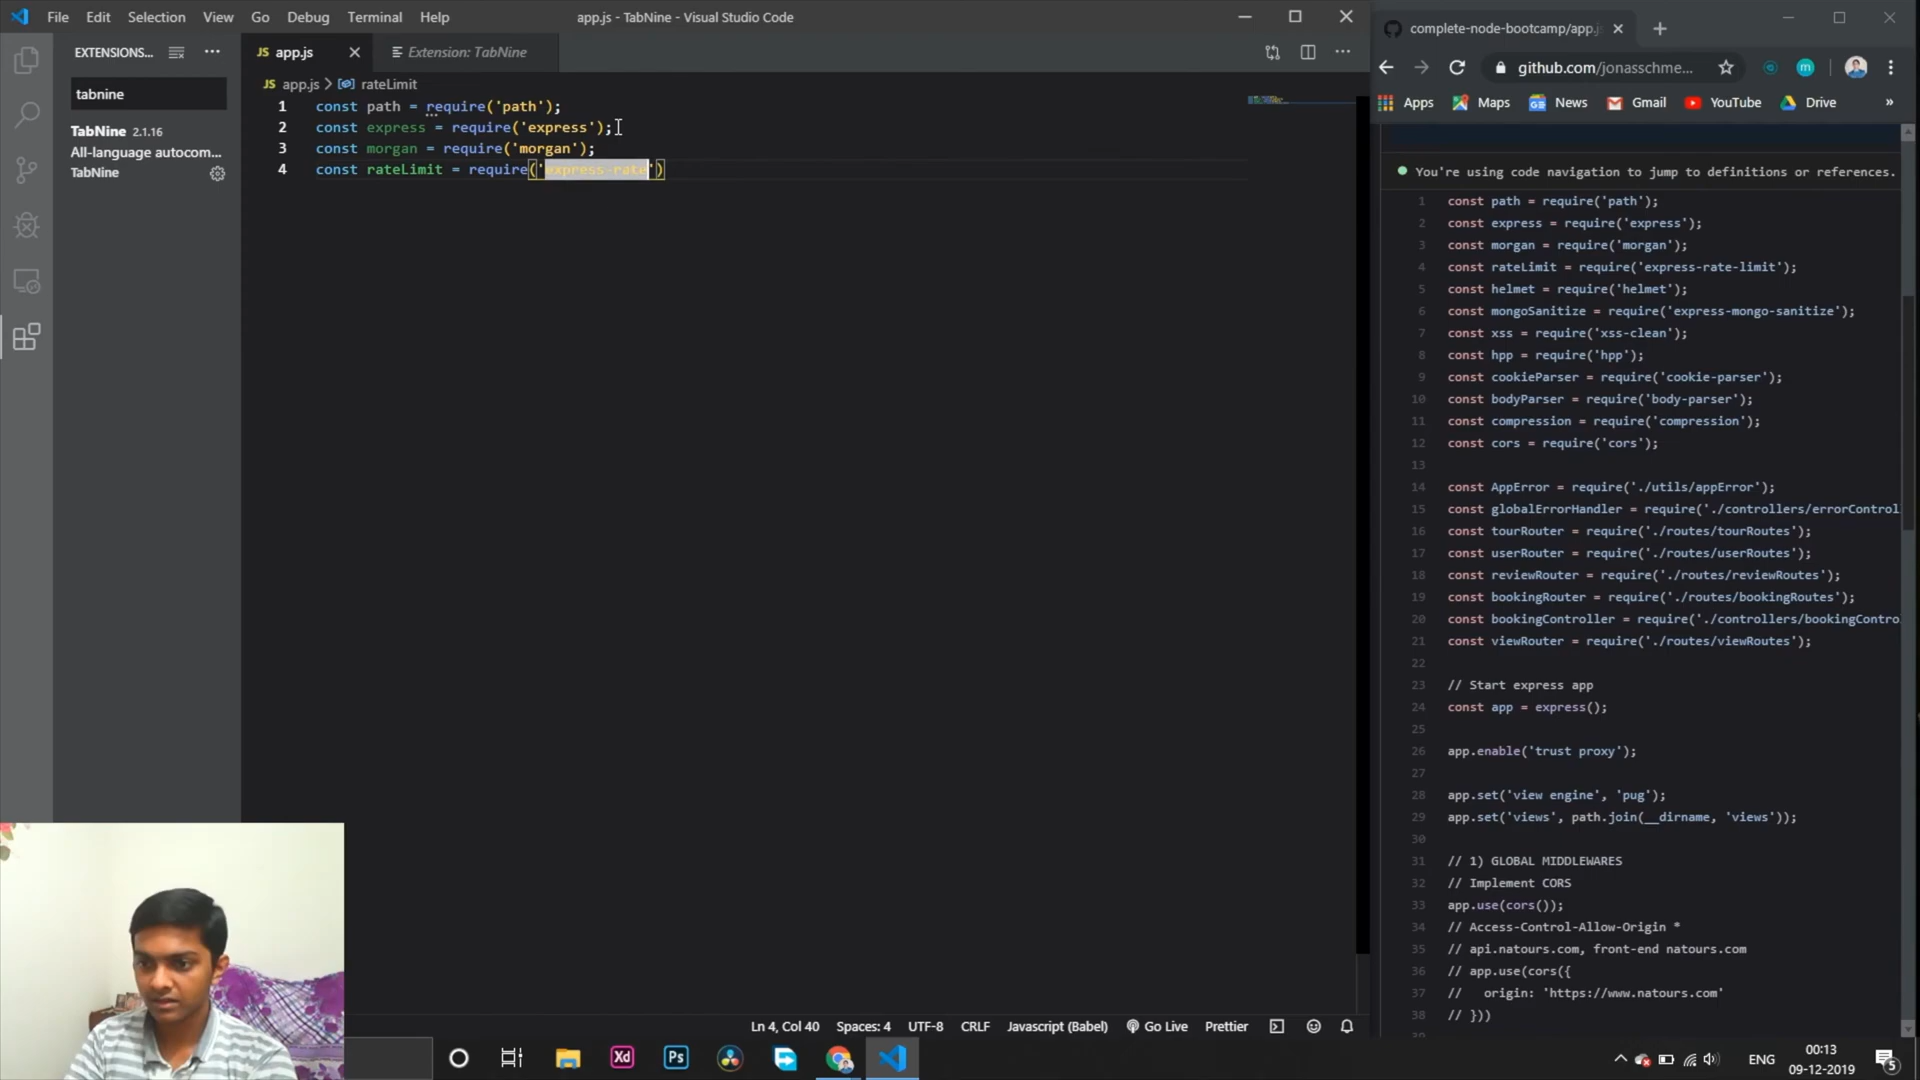 File Edit Selection View Go Debug Terminal Help
app.js - TabNine - Visual Studio Code
EXTENSIONS...
tabnine
TabNine 2.1.16
All-language autocom...
TabNine
JS app.js
Extension: TabNine
JS app.js > rateLimit
1 const path = require('path');
2 const express = require('express');
3 const morgan = require('morgan');
4 const rateLimit = require('express-rate')
Ln 4, Col 40 Spaces: 4 UTF-8 CRLF Javascript (Babel) Go Live Prettier
complete-node-bootcamp/app.js
github.com/jonasschme...
Apps Maps News Gmail YouTube Drive »
You're using code navigation to jump to definitions or references.
1 const path = require('path');
2 const express = require('express');
3 const morgan = require('morgan');
4 const rateLimit = require('express-rate-limit');
5 const helmet = require('helmet');
6 const mongoSanitize = require('express-mongo-sanitize');
7 const xss = require('xss-clean');
8 const hpp = require('hpp');
9 const cookieParser = require('cookie-parser');
10 const bodyParser = require('body-parser');
11 const compression = require('compression');
12 const cors = require('cors');
13
14 const AppError = require('./utils/appError');
15 const globalErrorHandler = require('./controllers/errorControl
16 const tourRouter = require('./routes/tourRoutes');
17 const userRouter = require('./routes/userRoutes');
18 const reviewRouter = require('./routes/reviewRoutes');
19 const bookingRouter = require('./routes/bookingRoutes');
20 const bookingController = require('./controllers/bookingContro
21 const viewRouter = require('./routes/viewRoutes');
22
23 // Start express app
24 const app = express();
25
26 app.enable('trust proxy');
27
28 app.set('view engine', 'pug');
29 app.set('views', path.join(__dirname, 'views'));
30
31 // 1) GLOBAL MIDDLEWARES
32 // Implement CORS
33 app.use(cors());
34 // Access-Control-Allow-Origin *
35 // api.natours.com, front-end natours.com
36 // app.use(cors({
37 //   origin: 'https://www.natours.com'
38 // }))
Xd Ps
ENG
00:13
09-12-2019
5